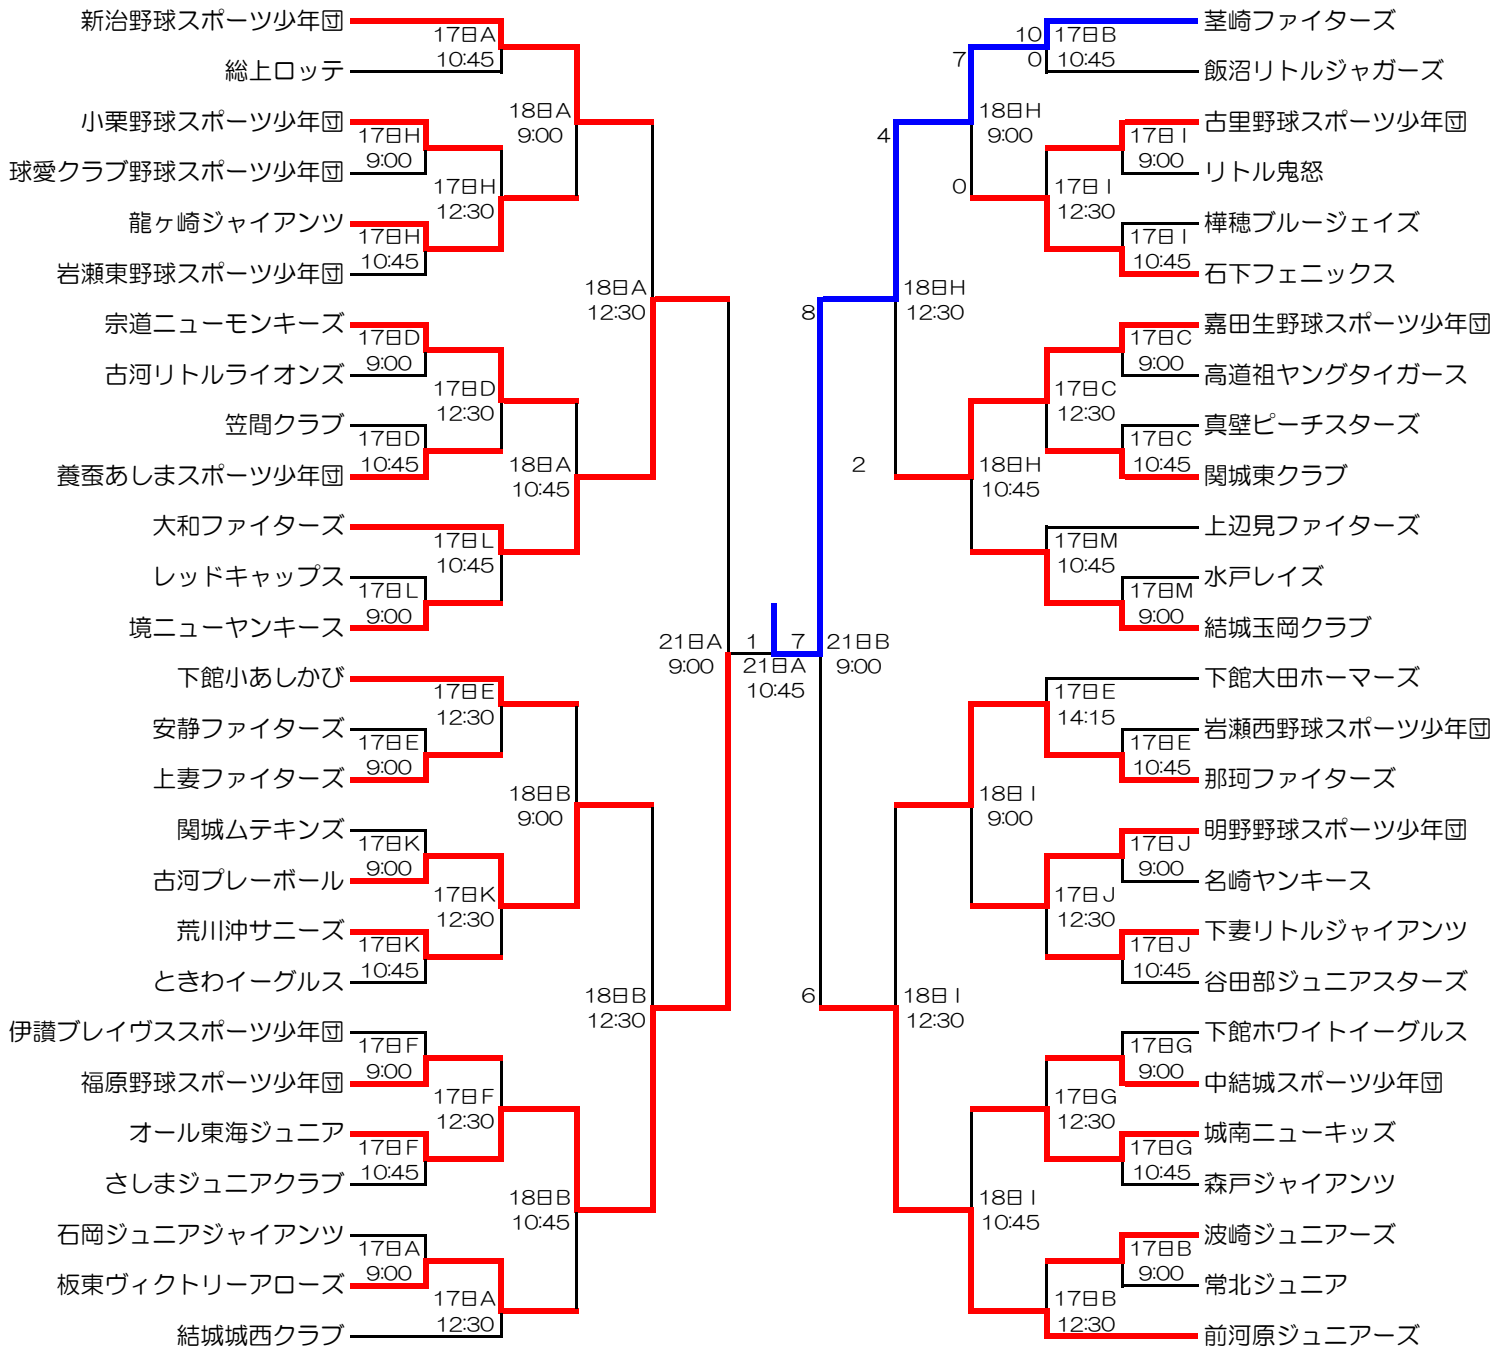 新治野球スポーツ少年団
17日A
10:45
総上ロッテ
18日A
9:00
小栗野球スポーツ少年団
17日H
9:00
球愛クラブ野球スポーツ少年団
17日H
12:30
龍ヶ崎ジャイアンツ
17日H
10:45
岩瀬東野球スポーツ少年団
18日A
12:30
宗道ニューモンキーズ
17日D
9:00
古河リトルライオンズ
17日D
12:30
笠間クラブ
17日D
10:45
養蚕あしまスポーツ少年団
18日A
10:45
大和ファイターズ
17日L
10:45
レッドキャップス
17日L
9:00
境ニューヤンキース
21日A
9:00
下館小あしかび
17日E
12:30
安静ファイターズ
17日E
9:00
上妻ファイターズ
18日B
9:00
関城ムテキンズ
17日K
9:00
古河プレーボール
17日K
12:30
荒川沖サニーズ
17日K
10:45
ときわイーグルス
18日B
12:30
伊讃ブレイヴススポーツ少年団
17日F
9:00
福原野球スポーツ少年団
17日F
12:30
オール東海ジュニア
17日F
10:45
さしまジュニアクラブ
18日B
10:45
石岡ジュニアジャイアンツ
17日A
9:00
板東ヴィクトリーアローズ
17日A
12:30
結城城西クラブ
1 7
21日A
10:45
茎崎ファイターズ
10 17日B
0 10:45
7
飯沼リトルジャガーズ
18日H
9:00
4
0
古里野球スポーツ少年団
17日I
9:00
リトル鬼怒
17日I
12:30
樺穂ブルージェイズ
17日I
10:45
石下フェニックス
18日H
12:30
8
2
嘉田生野球スポーツ少年団
17日C
9:00
高道祖ヤングタイガース
17日C
12:30
真壁ピーチスターズ
17日C
10:45
関城東クラブ
18日H
10:45
上辺見ファイターズ
17日M
10:45
水戸レイズ
17日M
9:00
結城玉岡クラブ
21日B
9:00
下館大田ホーマーズ
17日E
14:15
岩瀬西野球スポーツ少年団
17日E
10:45
那珂ファイターズ
18日I
9:00
明野野球スポーツ少年団
17日J
9:00
名崎ヤンキース
17日J
12:30
下妻リトルジャイアンツ
17日J
10:45
谷田部ジュニアスターズ
6
18日I
12:30
下館ホワイトイーグルス
17日G
9:00
中結城スポーツ少年団
17日G
12:30
城南ニューキッズ
17日G
10:45
森戸ジャイアンツ
18日I
10:45
波崎ジュニアーズ
17日B
9:00
常北ジュニア
17日B
12:30
前河原ジュニアーズ